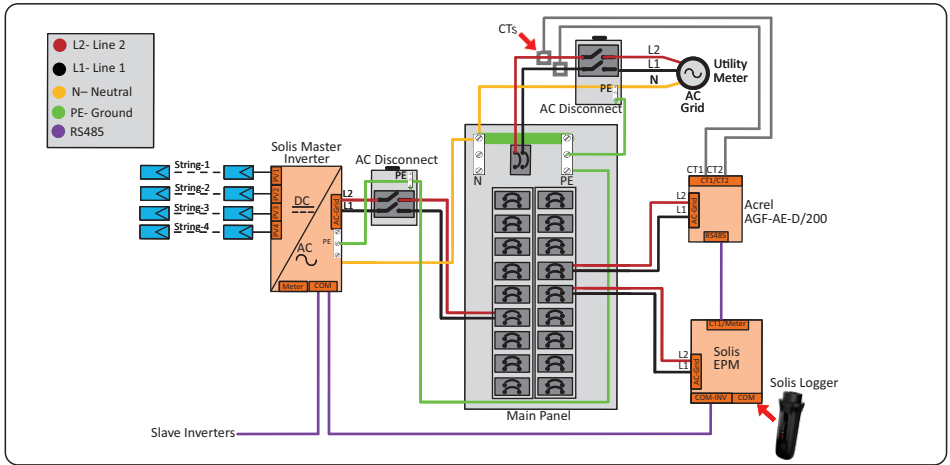 L2- Line 2
L1- Line 1
N– Neutral
PE- Ground
RS485
CTs
L2
L1
N
Utility
Meter
AC
Grid
PE
AC Disconnect
Solis Master
Inverter
AC Disconnect
PE
String-1
String-2
String-3
String-4
PV1
PV2
PV3
PV4
DC
AC
AC-Grid
L2
L1
PE
Meter
COM
N
PE
Main Panel
CT1 CT2
CT1/CT2
L2
L1
AC-Grid
RS485
Acrel
AGF-AE-D/200
CT1/Meter
Solis
EPM
L2
L1
AC-Grid
COM-INV
COM
Solis Logger
Slave Inverters